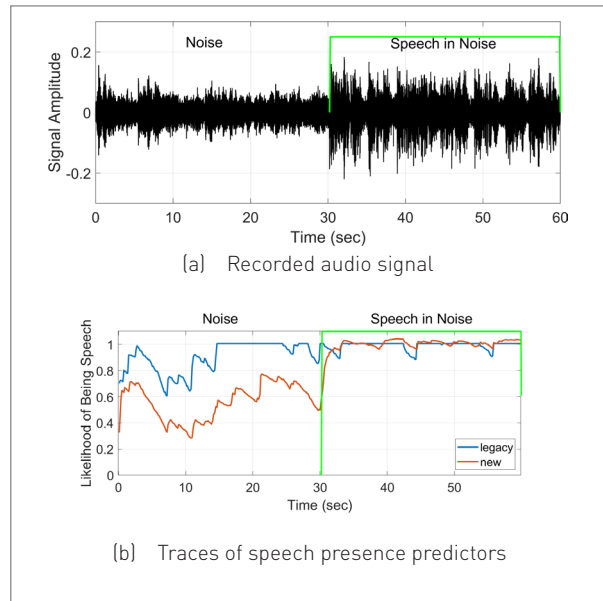 Noise Speech in Noise
0.2
0
-0.2
Signal Amplitude
0 10 20 30 40 50 60
Time (sec)
(a) Recorded audio signal
Noise Speech in Noise
1
0.8
0.6
0.4
0.2
0
Likelihood of Being Speech
legacy
new
0 10 20 30 40 50
Time (sec)
(b) Traces of speech presence predictors